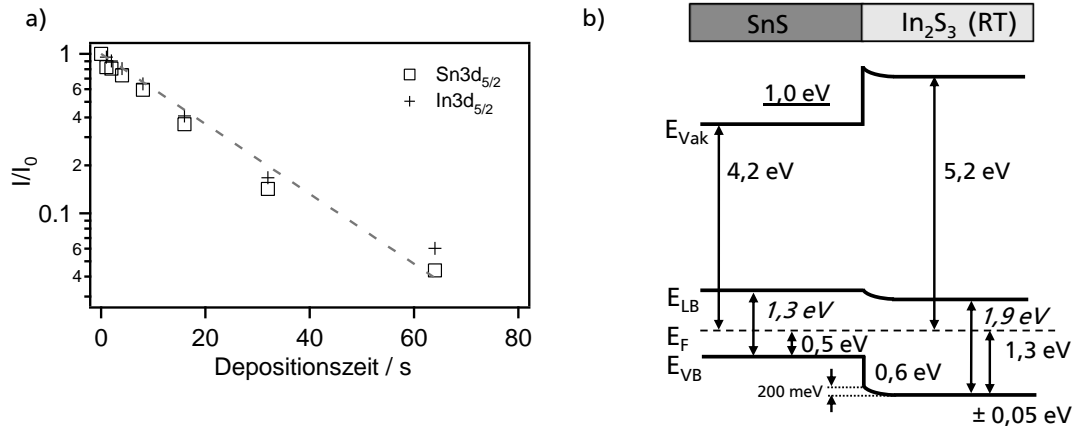 a)
I/I0
1
6
4
2
0.1
6
4
Sn3d5/2
In3d5/2
0
20
40
60
80
Depositionszeit / s
b)
SnS
In2S3 (RT)
1,0 eV
EVak
4,2 eV
5,2 eV
ELB
1,3 eV
1,9 eV
EF
0,5 eV
1,3 eV
EVB
0,6 eV
200 meV
± 0,05 eV